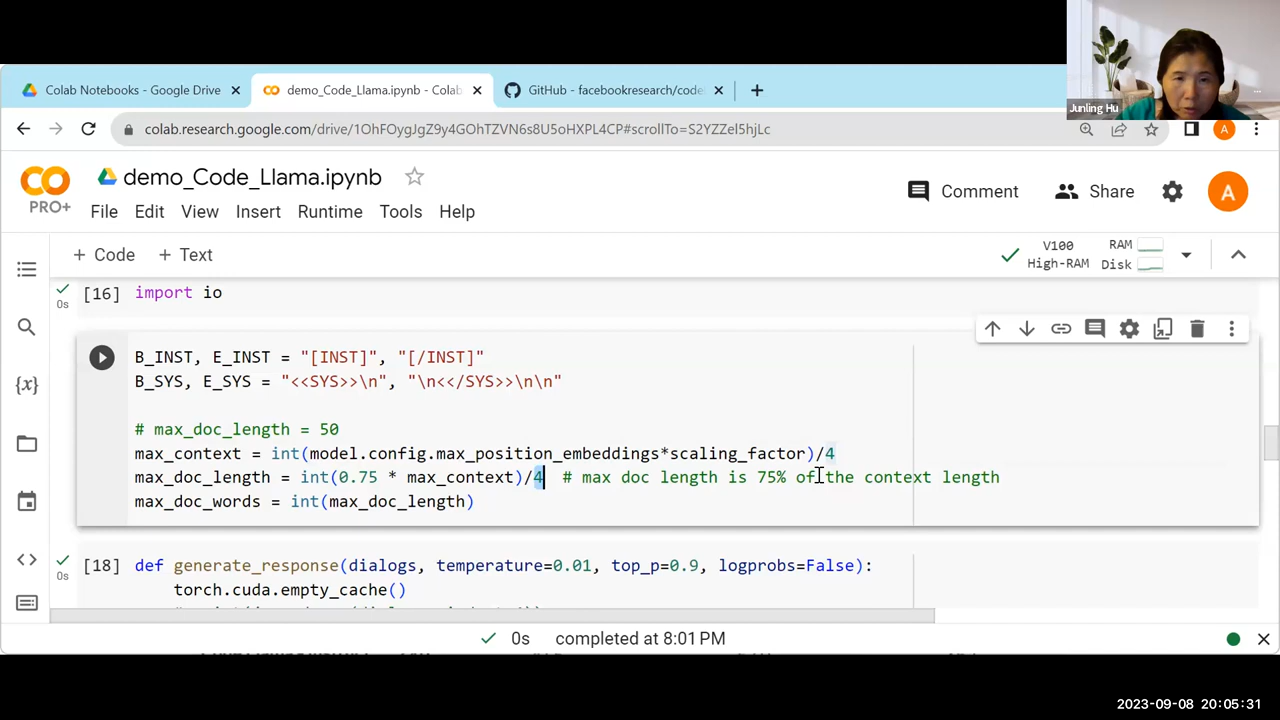 Junling Hu
Colab Notebooks - Google Drive
demo_Code_Llama.ipynb - Colab
GitHub - facebookresearch/code
colab.research.google.com/drive/1OhFOygJgZ9yAGOhTaVN6s8U5oHXPL4CP#scrollTo=S2YZZel5hjLc
A
CO
PRO+
demo_Code_Llama.ipynb
Comment
Share
A
File Edit View Insert Runtime Tools Help
+ Code + Text
V100
High-RAM
RAM
Disk
0s
[16] import io
B_INST, E_INST = "[INST]", "[/INST]"
B_SYS, E_SYS = "<<SYS>>\n", "\n<</SYS>>\n\n"
# max_doc_length = 50
max_context = int(model.config.max_position_embeddings*scaling_factor)/4
max_doc_length = int(0.75 * max_context)/4 # max doc length is 75% of the context length
max_doc_words = int(max_doc_length)
{x}
0s
[18] def generate_response(dialogs, temperature=0.01, top_p=0.9, logprobs=False):
torch.cuda.empty_cache()
0s completed at 8:01 PM
2023-09-08 20:05:31